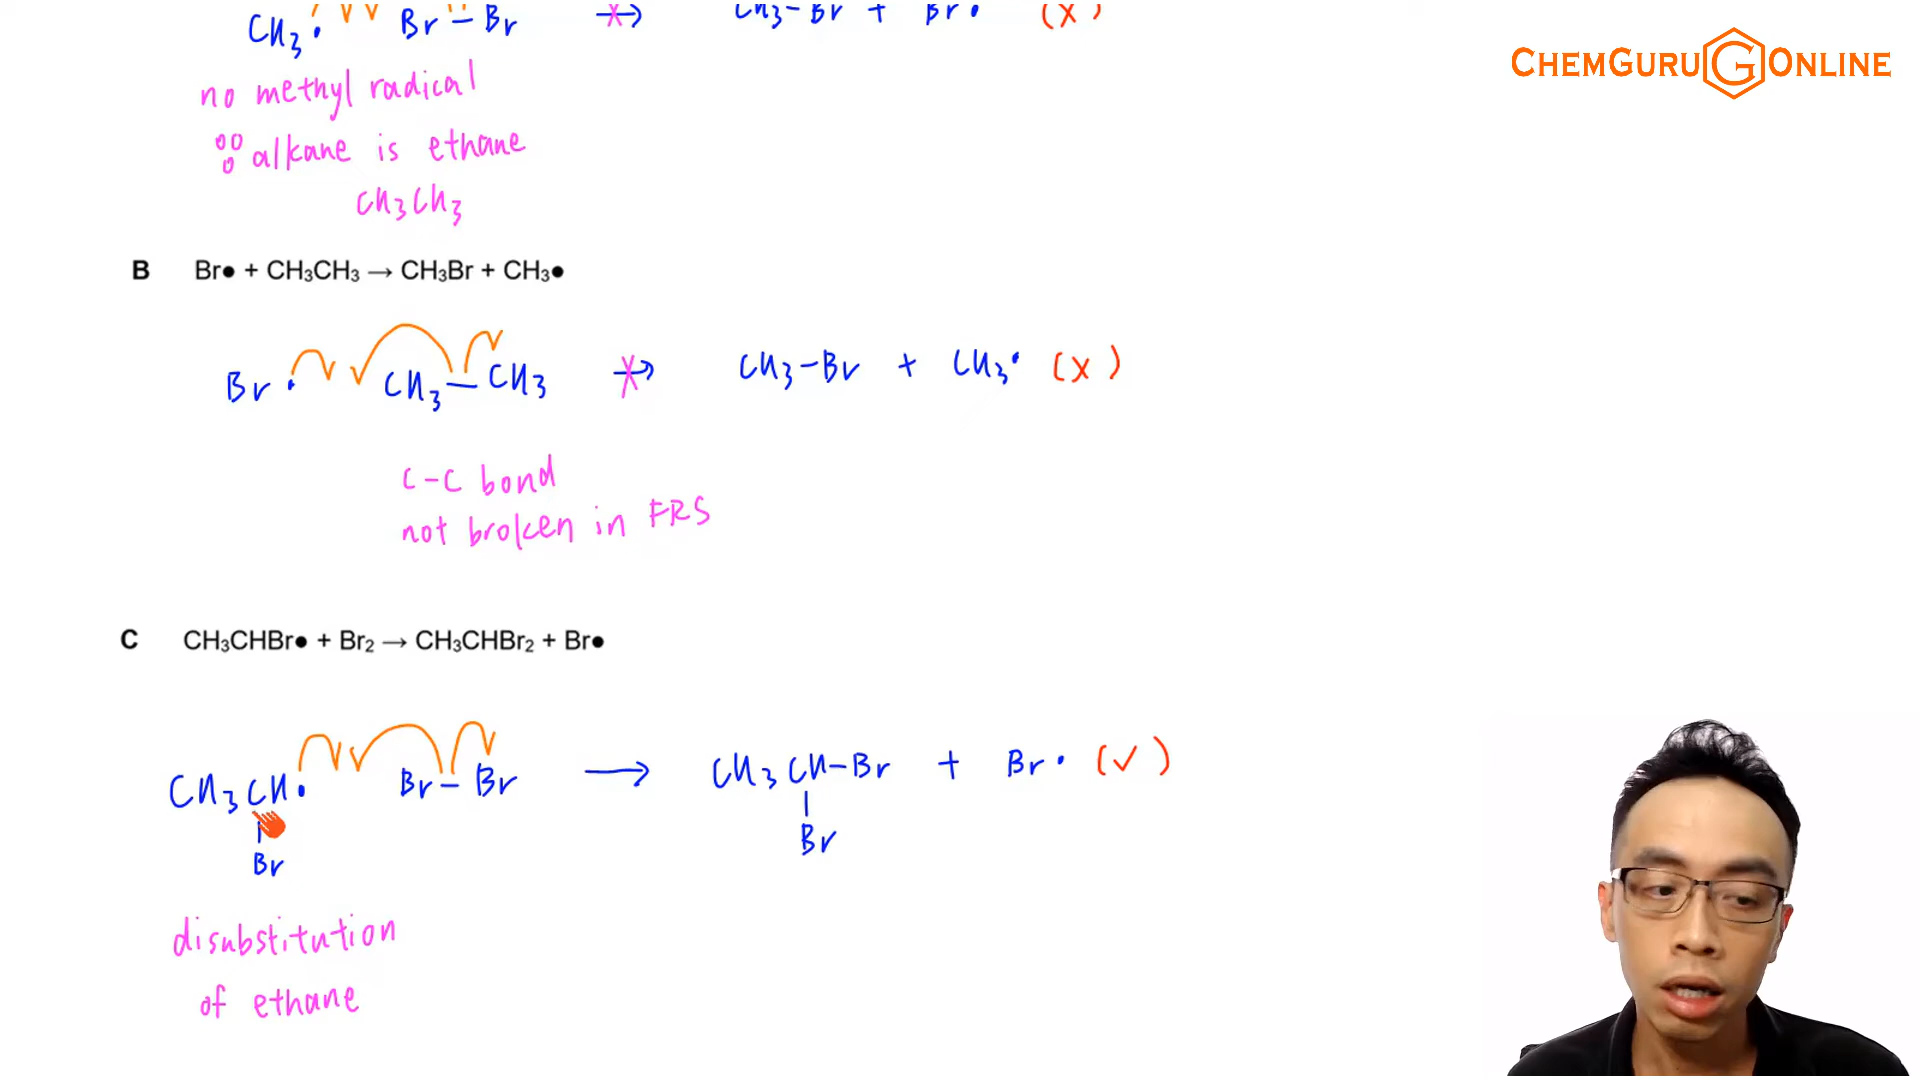 CH3• Br – Br → CH3–Br + Br• (x)
CHEMGURU G ONLINE
no methyl radical
∵ alkane is ethane
CH3CH3
B Br● + CH3CH3 → CH3Br + CH3●
Br• CH3–CH3 → CH3–Br + CH3• (x)
C–C bond
not broken in FRS
C CH3CHBr● + Br2 → CH3CHBr2 + Br●
CH3CH• Br–Br → CH3CH–Br + Br• (✓)
Br Br
disubstitution
of ethane